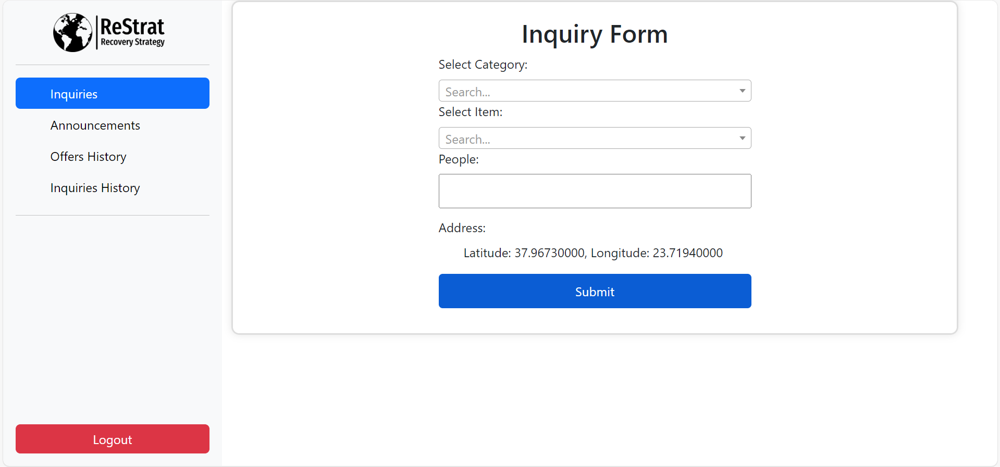 ReStrat
Recovery Strategy
Inquiries
Announcements
Offers History
Inquiries History
Logout
Inquiry Form
Select Category:
Search...
Select Item:
Search...
People:
Address:
Latitude: 37.96730000, Longitude: 23.71940000
Submit